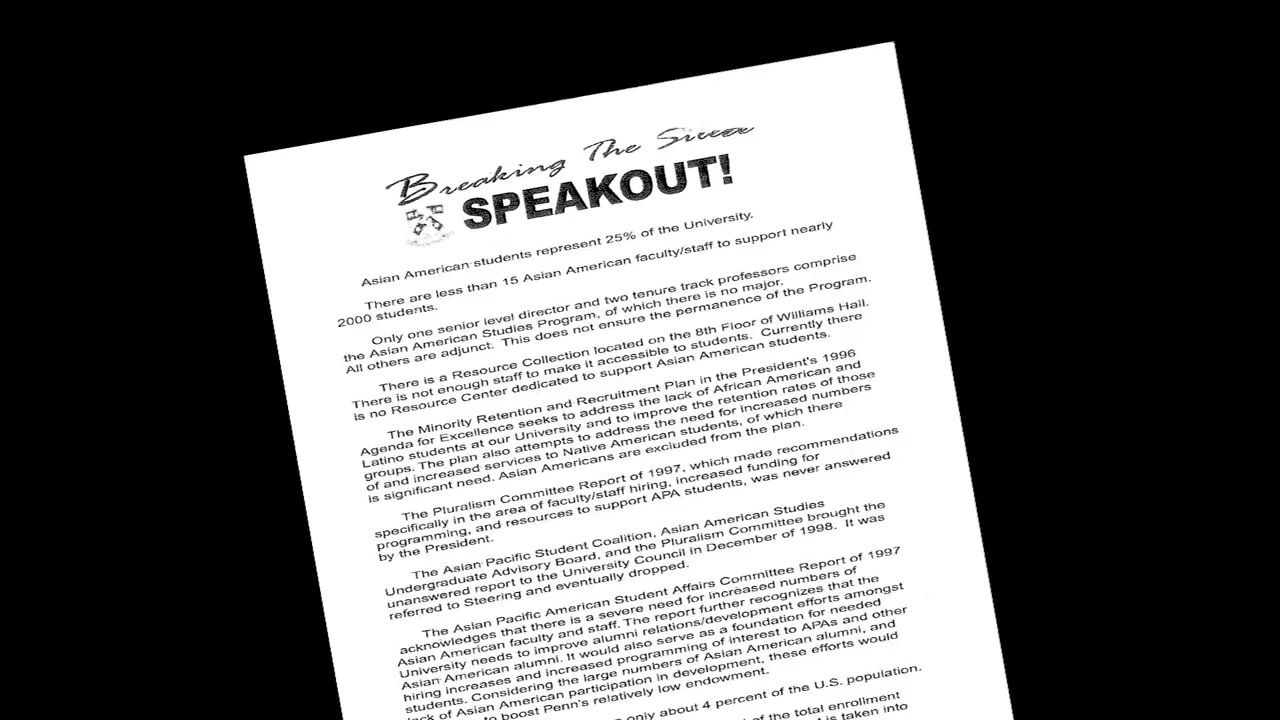 Breaking The Silence
SPEAKOUT!
Asian American students represent 25% of the University.
There are less than 15 Asian American faculty/staff to support nearly
2000 students.
Only one senior level director and two tenure track professors comprise
the Asian American Studies Program, of which there is no major.
All others are adjunct. This does not ensure the permanence of the Program.
There is a Resource Collection located on the 8th Floor of Williams Hall.
There is not enough staff to make it accessible to students. Currently there
is no Resource Center dedicated to support Asian American students.
The Minority Retention and Recruitment Plan in the President's 1996
Agenda for Excellence seeks to address the lack of African American and
Latino students at our University and to improve the retention rates of those
groups. The plan also attempts to address the need for increased numbers
of and increased services to Native American students, of which there
is significant need. Asian Americans are excluded from the plan.
The Pluralism Committee Report of 1997, which made recommendations
specifically in the area of faculty/staff hiring, increased funding for
programming, and resources to support APA students, was never answered
by the President.
The Asian Pacific Student Coalition, Asian American Studies
Undergraduate Advisory Board, and the Pluralism Committee brought the
unanswered report to the University Council in December of 1998. It was
referred to Steering and eventually dropped.
The Asian Pacific American Student Affairs Committee Report of 1997
acknowledges that there is a severe need for increased numbers of
Asian American faculty and staff. The report further recognizes that the
University needs to improve alumni relations/development efforts amongst
Asian American alumni. It would also serve as a foundation for needed
hiring increases and increased programming of interest to APAs and other
students. Considering the large numbers of Asian American alumni, and
lack of Asian American participation in development, these efforts would
to boost Penn's relatively low endowment.
only about 4 percent of the U.S. population.
of the total enrollment
is taken into